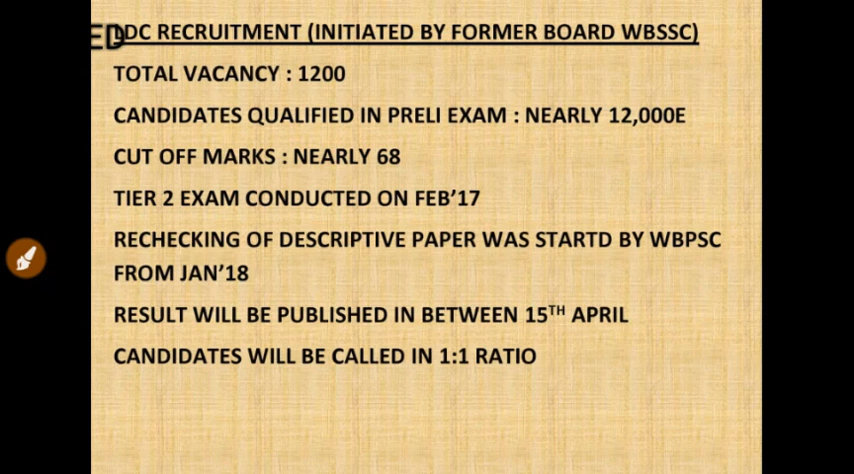 LDC RECRUITMENT (INITIATED BY FORMER BOARD WBSSC)
TOTAL VACANCY : 1200
CANDIDATES QUALIFIED IN PRELI EXAM : NEARLY 12,000E
CUT OFF MARKS : NEARLY 68
TIER 2 EXAM CONDUCTED ON FEB'17
RECHECKING OF DESCRIPTIVE PAPER WAS STARTD BY WBPSC
FROM JAN'18
RESULT WILL BE PUBLISHED IN BETWEEN 15TH APRIL
CANDIDATES WILL BE CALLED IN 1:1 RATIO